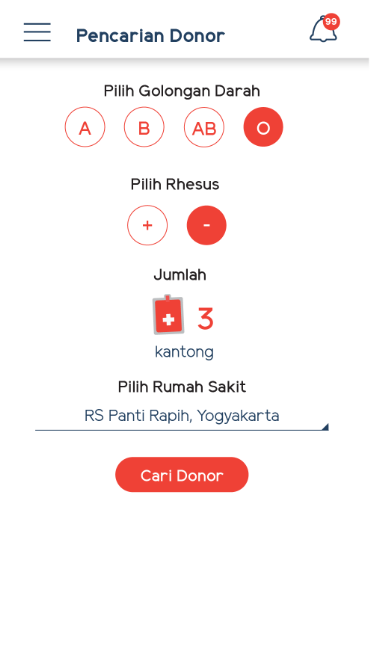 Pencarian Donor
99
Pilih Golongan Darah
A B AB O
Pilih Rhesus
+ -
Jumlah
3
kantong
Pilih Rumah Sakit
RS Panti Rapih, Yogyakarta
Cari Donor